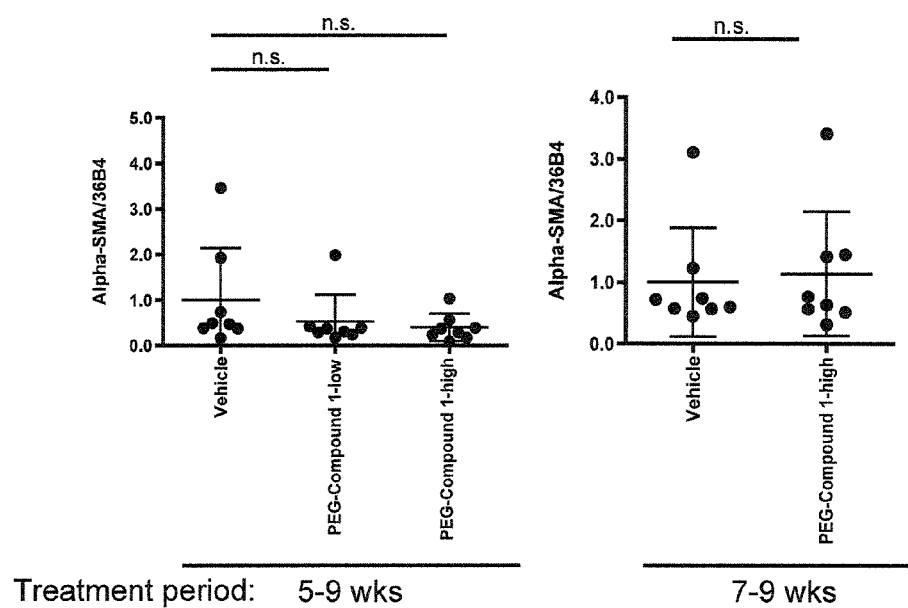 n.s.
n.s.
5.0
4.0
3.0
2.0
1.0
0.0
Alpha-SMA/36B4
Vehicle
PEG-Compound 1-low
PEG-Compound 1-high
n.s.
4.0
3.0
2.0
1.0
0.0
Alpha-SMA/36B4
Vehicle
PEG-Compound 1-high
Treatment period: 5-9 wks 7-9 wks